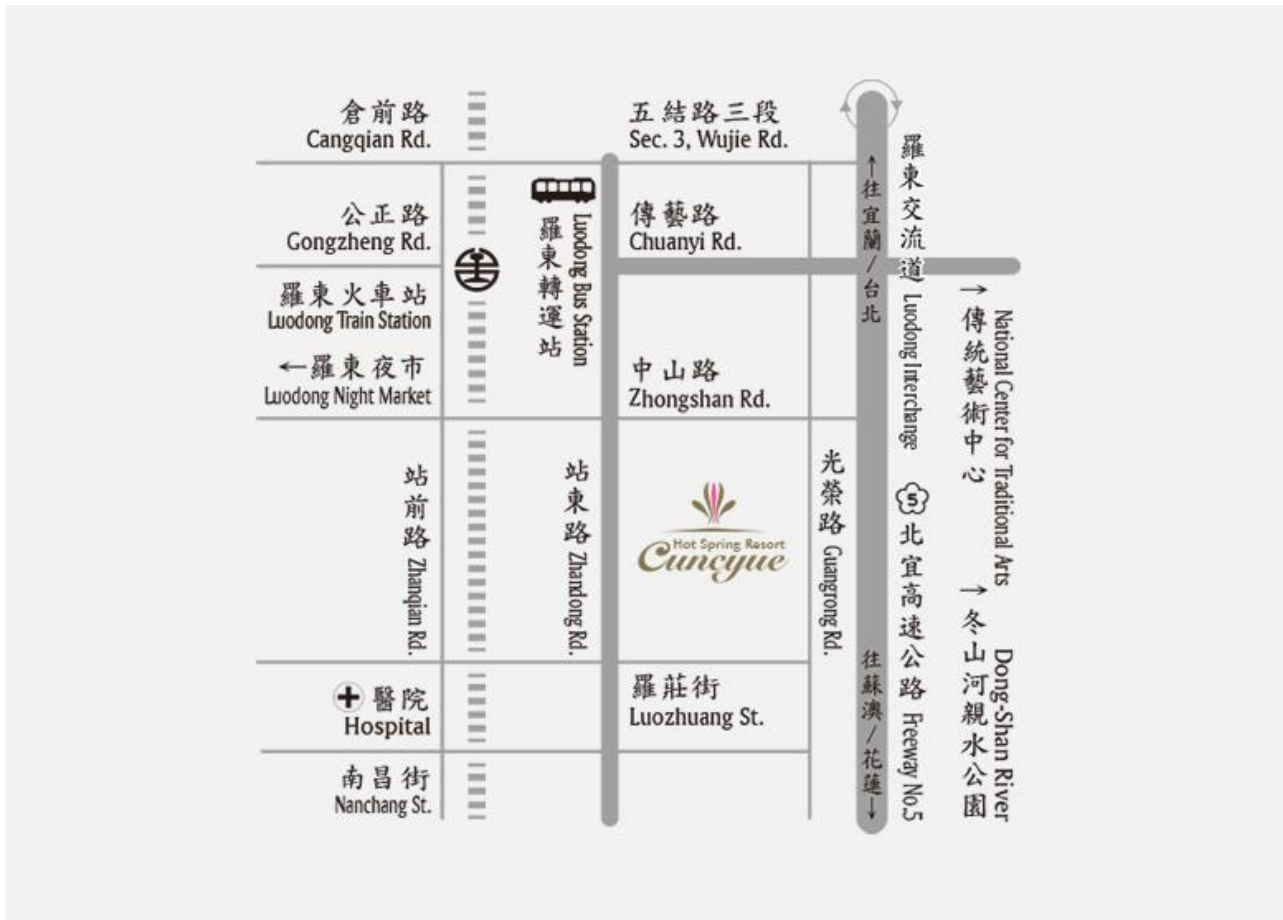 倉前路
Cangqian Rd.
五結路三段
Sec. 3, Wujie Rd.
公正路
Gongzheng Rd.
羅東火車站
Luodong Train Station
←羅東夜市
Luodong Night Market
羅東轉運站
Luodong Bus Station
傳藝路
Chuanyi Rd.
中山路
Zhongshan Rd.
↑往宜蘭/台北
羅東交流道 Luodong Interchange
→傳統藝術中心
National Center for Traditional Arts
站前路 Zhanqian Rd.
站東路 Zhandong Rd.
Hot Spring Resort
Cuncyue
光榮路 Guangrong Rd.
5 北宜高速公路 Freeway No.5
→冬山河親水公園
Dong-Shan River
往蘇澳/花蓮↓
醫院
Hospital
羅莊街
Luozhuang St.
南昌街
Nanchang St.